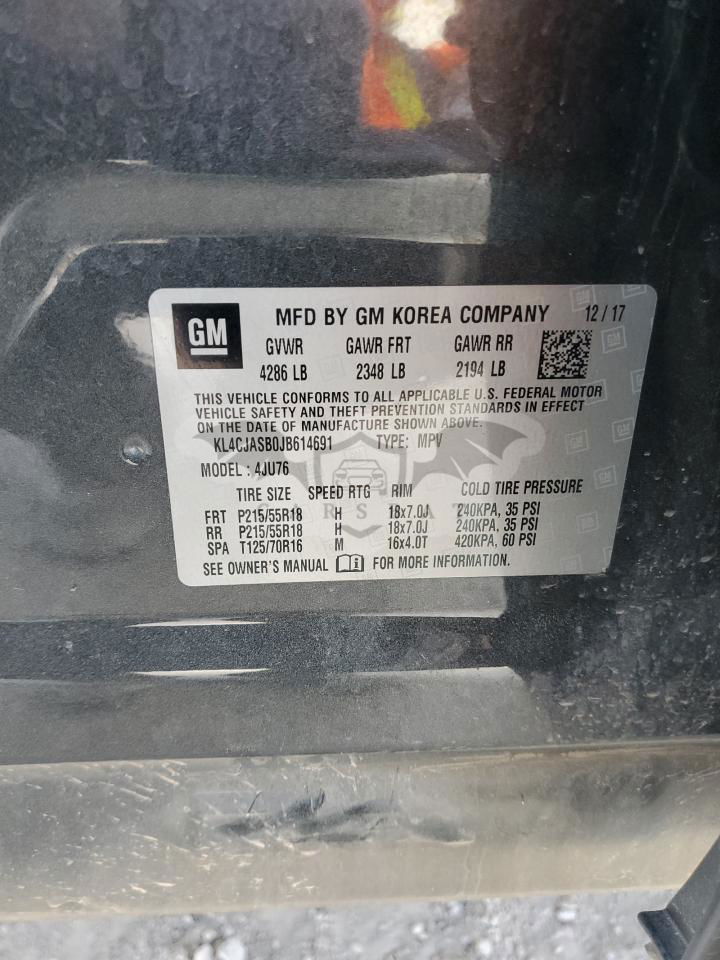 GM MFD BY GM KOREA COMPANY 12 / 17
GVWR GAWR FRT GAWR RR
4286 LB 2348 LB 2194 LB
THIS VEHICLE CONFORMS TO ALL APPLICABLE U.S. FEDERAL MOTOR
VEHICLE SAFETY AND THEFT PREVENTION STANDARDS IN EFFECT
ON THE DATE OF MANUFACTURE SHOWN ABOVE.
KL4CJASB0JB614691 TYPE: MPV
MODEL : 4JU76
TIRE SIZE SPEED RTG RIM COLD TIRE PRESSURE
FRT P215/55R18 H 18x7.0J 240KPA, 35 PSI
RR P215/55R18 H 18x7.0J 240KPA, 35 PSI
SPA T125/70R16 M 16x4.0T 420KPA, 60 PSI
SEE OWNER'S MANUAL FOR MORE INFORMATION.